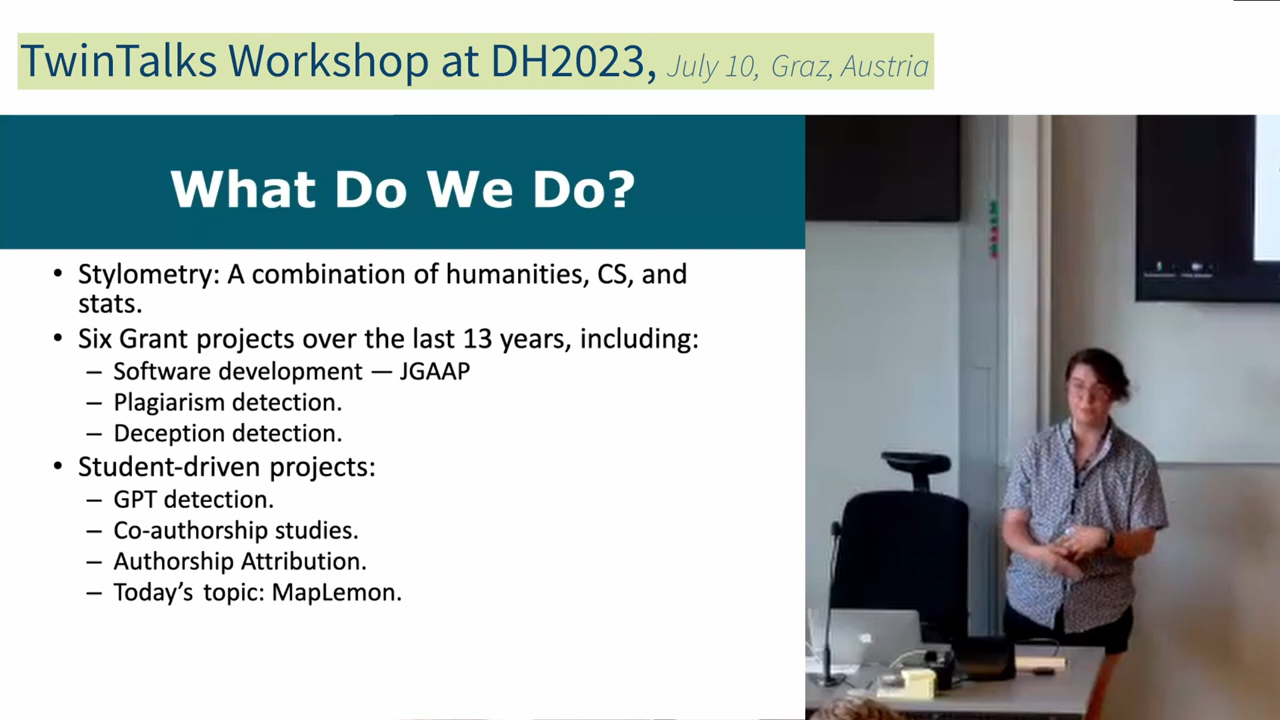 TwinTalks Workshop at DH2023, July 10, Graz, Austria
What Do We Do?
• Stylometry: A combination of humanities, CS, and
stats.
• Six Grant projects over the last 13 years, including:
– Software development — JGAAP
– Plagiarism detection.
– Deception detection.
• Student-driven projects:
– GPT detection.
– Co-authorship studies.
– Authorship Attribution.
– Today's topic: MapLemon.